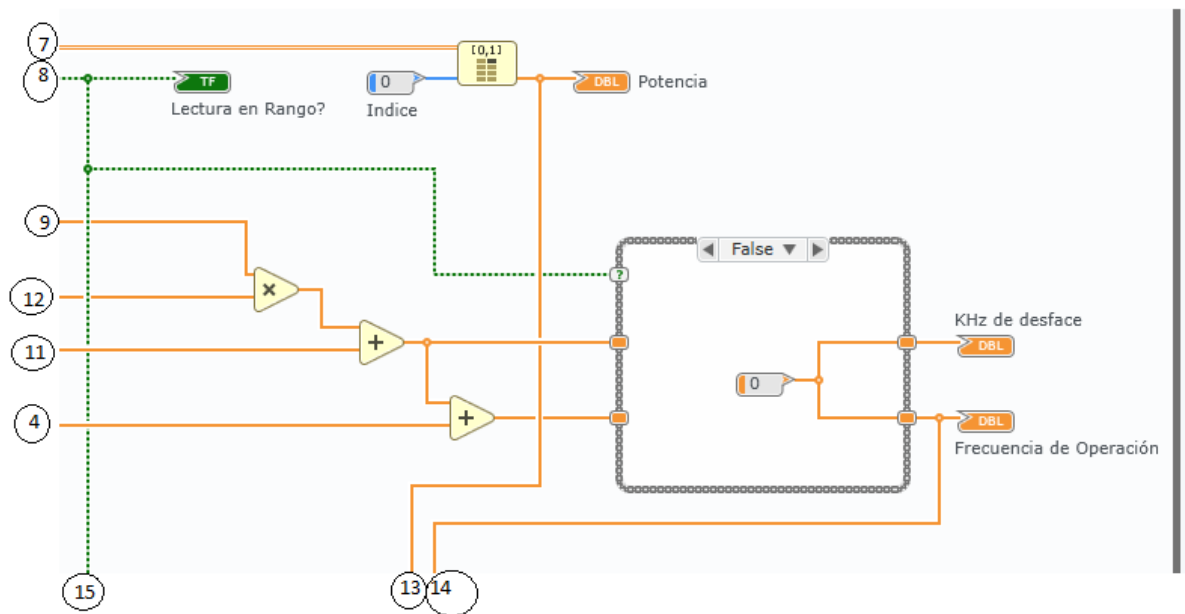 7
[0,1]
8
TF
0
DBL
Potencia
Lectura en Rango?
Indice
9
False
?
×
12
KHz de desface
+
11
DBL
0
+
4
DBL
Frecuencia de Operación
15
13
14